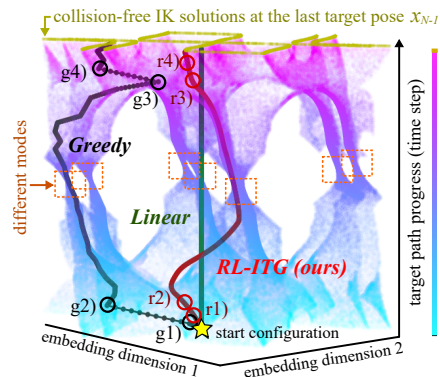 collision-free IK solutions at the last target pose x_{N-1}
g4)
r4)
g3)
r3)
Greedy
different modes
Linear
RL-ITG (ours)
g2)
r2)
r1)
g1)
start configuration
embedding dimension 1
embedding dimension 2
target path progress (time step)